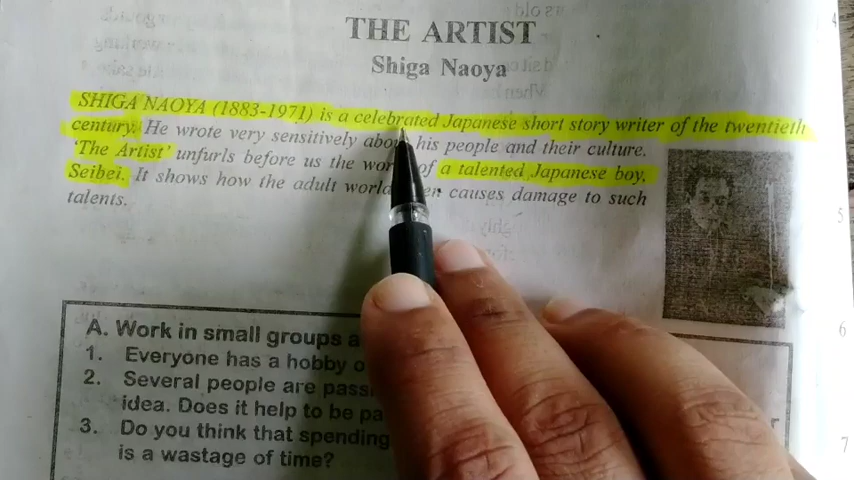 THE ARTIST
Shiga Naoya
SHIGA NAOYA (1883-1971) is a celebrated Japanese short story writer of the twentieth
century. He wrote very sensitively about his people and their culture.
'The Artist' unfurls before us the of a talented Japanese boy,
Seibei. It shows how the adult world causes damage to such
talents.
A. Work in small groups
1. Everyone has a hobby
2. Several people are
idea. Does it help to be
3. Do you think that spending
is a wastage of time?
4
5
6
7